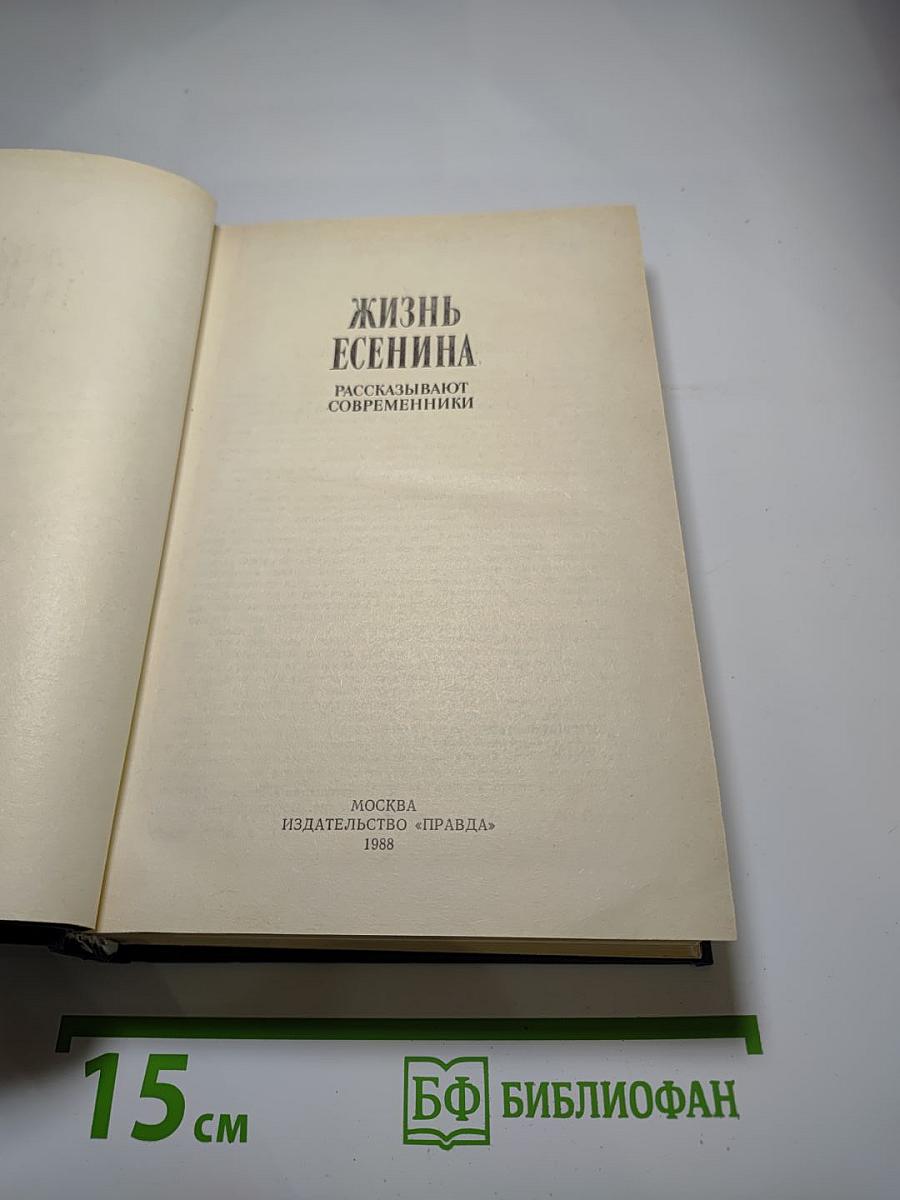 ЖИЗНЬ
ЕСЕНИНА
РАССКАЗЫВАЮТ
СОВРЕМЕННИКИ
МОСКВА
ИЗДАТЕЛЬСТВО «ПРАВДА»
1988
15 см
БФ БИБЛИОФАН